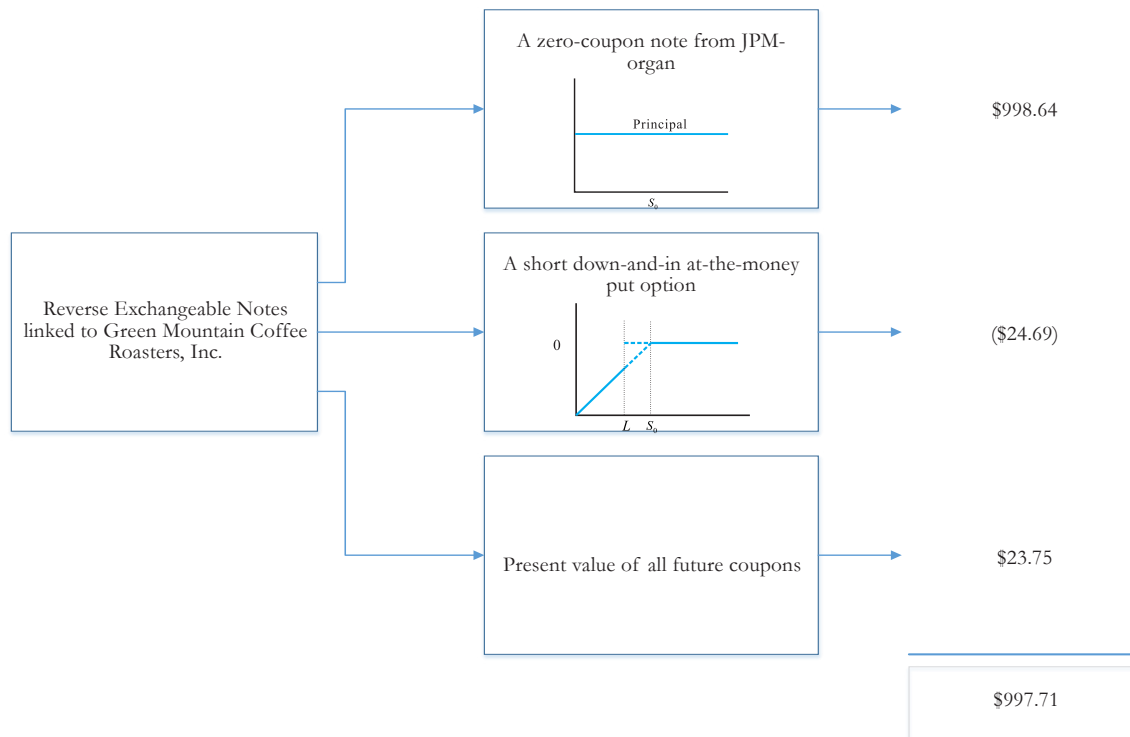 A zero-coupon note from JPM-
organ
Principal
S₀
$998.64
Reverse Exchangeable Notes
linked to Green Mountain Coffee
Roasters, Inc.
A short down-and-in at-the-money
put option
0
L S₀
($24.69)
Present value of all future coupons
$23.75
$997.71